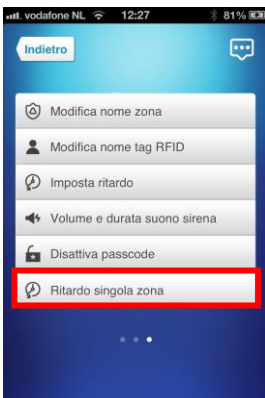 vodafone NL 12:27 81%
Indietro
Modifica nome zona
Modifica nome tag RFID
Imposta ritardo
Volume e durata suono sirena
Disattiva passcode
Ritardo singola zona